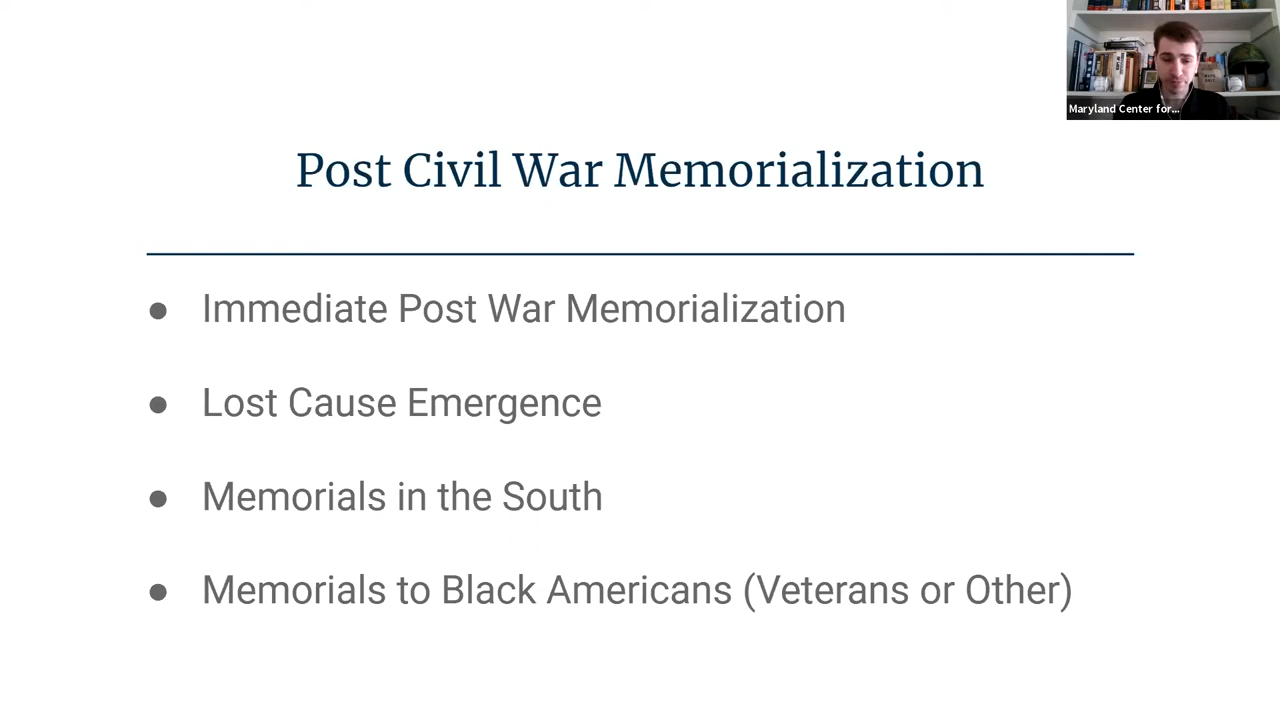 Maryland Center for...
Post Civil War Memorialization
● Immediate Post War Memorialization
● Lost Cause Emergence
● Memorials in the South
● Memorials to Black Americans (Veterans or Other)